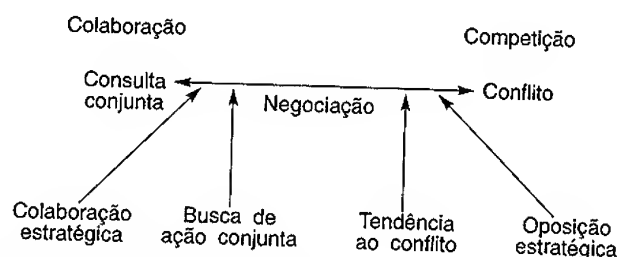 Colaboração
Competição
Consulta
conjunta
Negociação
Conflito
Colaboração
estratégica
Busca de
ação conjunta
Tendência
ao conflito
Oposição
estratégica